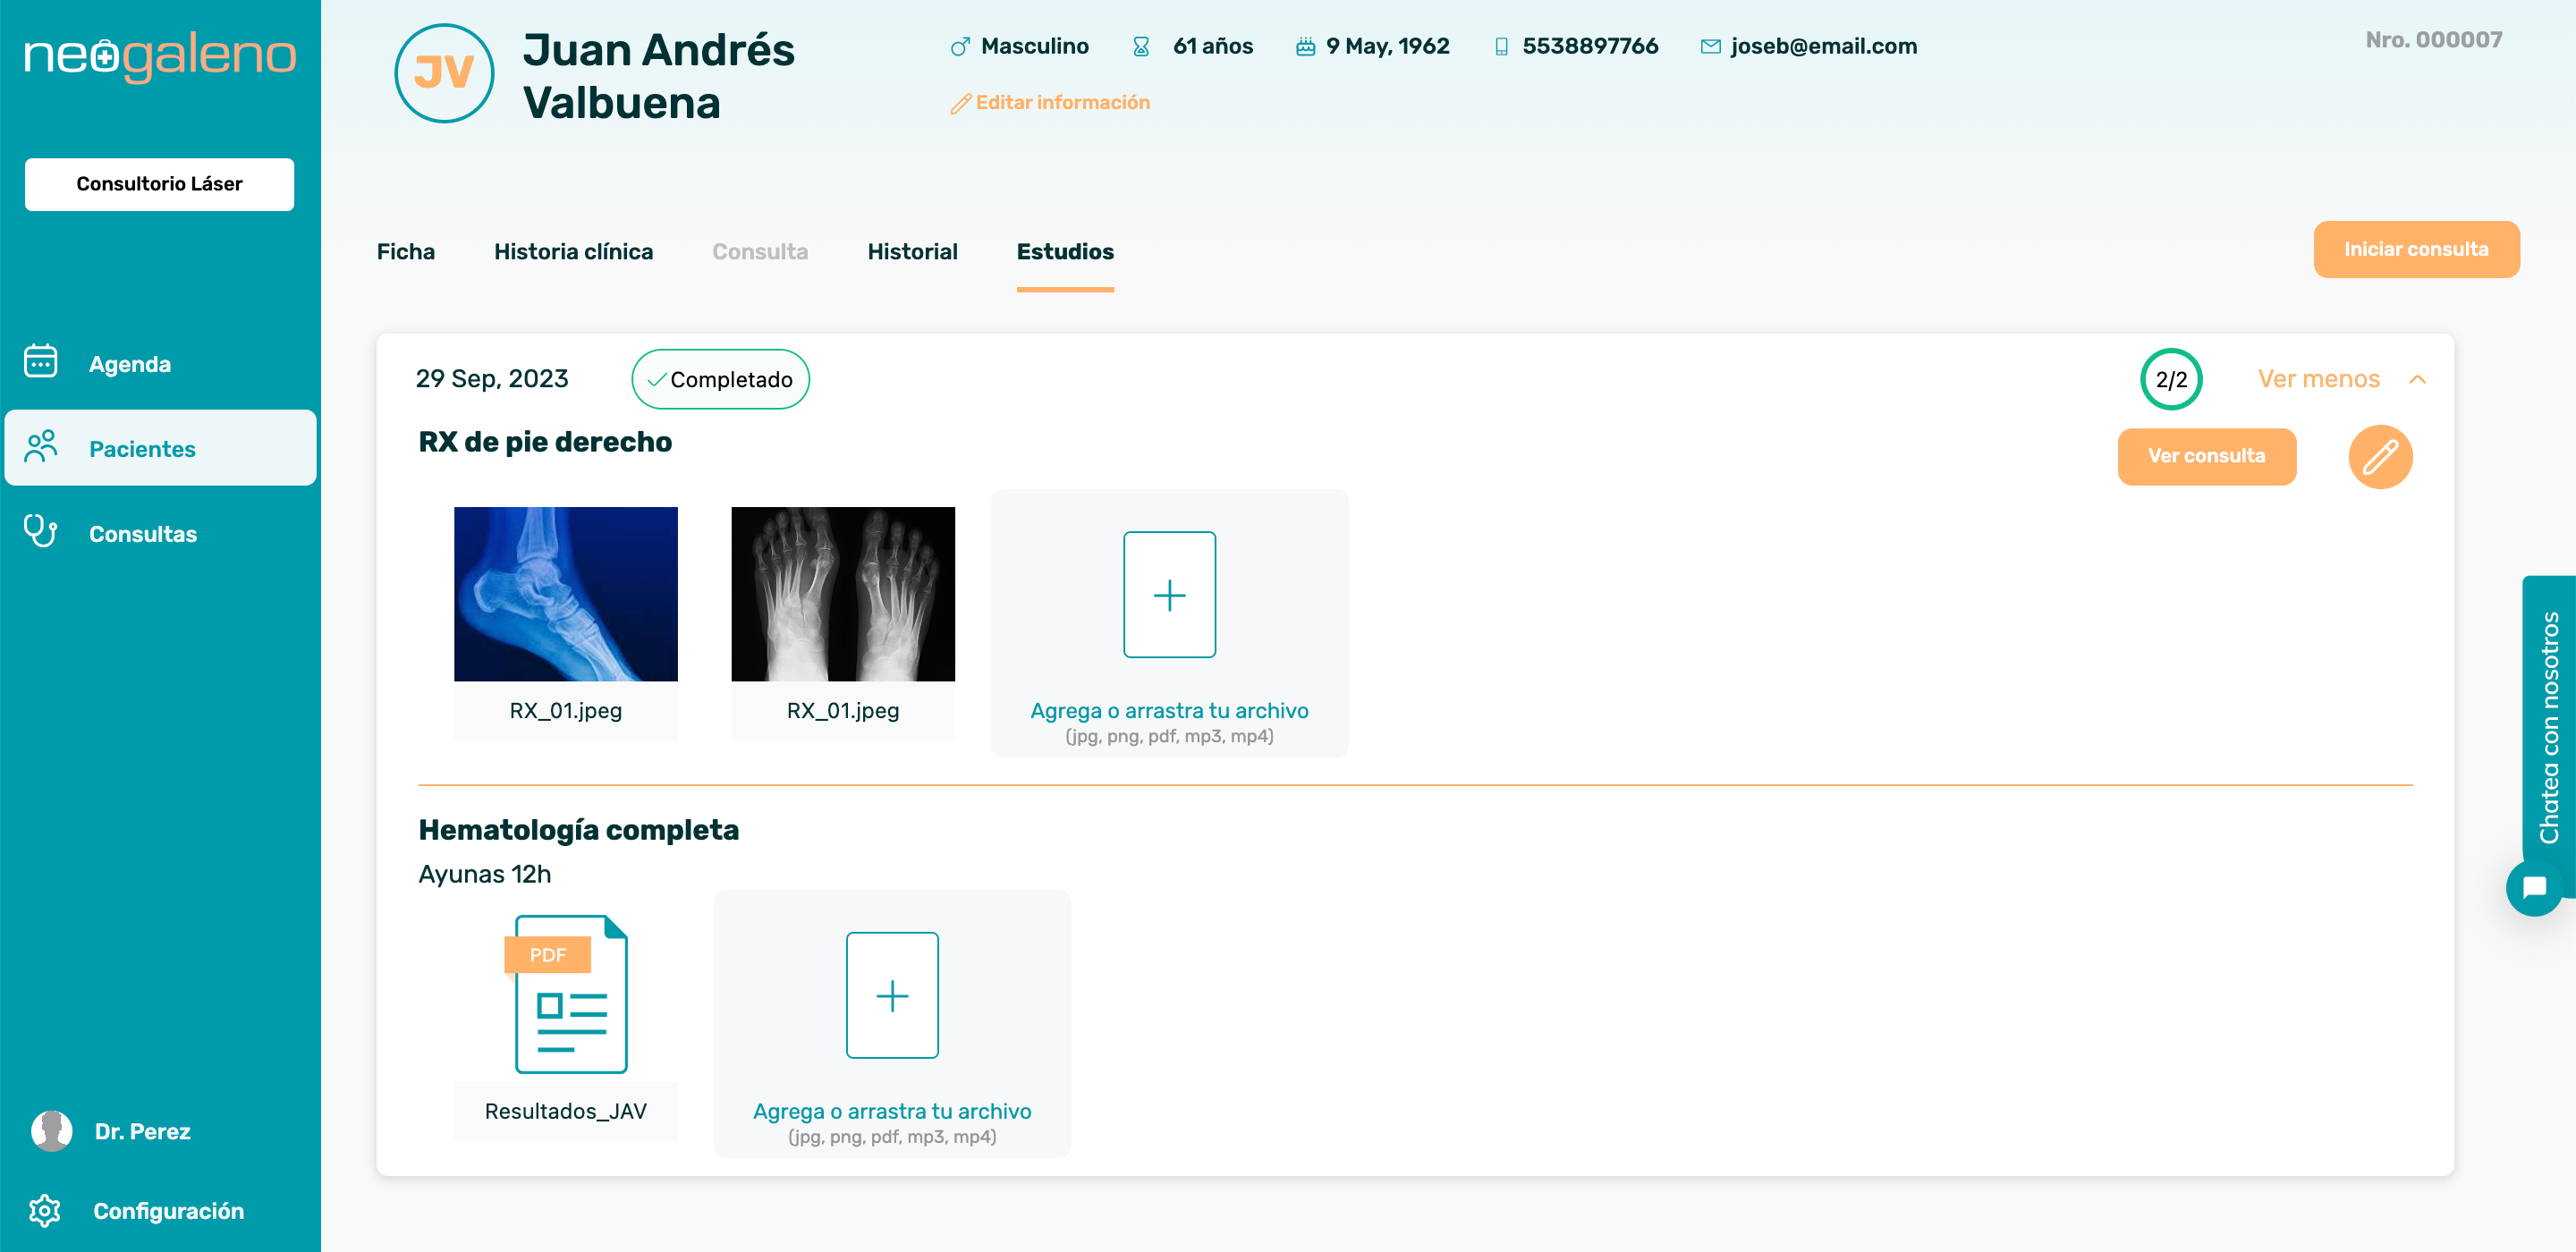 neogaleno
Consultorio Láser
Agenda
Pacientes
Consultas
Dr. Perez
Configuración
JV
Juan Andrés
Valbuena
Masculino
61 años
9 May, 1962
5538897766
joseb@email.com
Editar información
Nro. 000007
Ficha
Historia clínica
Consulta
Historial
Estudios
Iniciar consulta
29 Sep, 2023
Completado
2/2
Ver menos
RX de pie derecho
Ver consulta
RX_01.jpeg
RX_01.jpeg
Agrega o arrastra tu archivo
(jpg, png, pdf, mp3, mp4)
Hematología completa
Ayunas 12h
PDF
Resultados_JAV
Agrega o arrastra tu archivo
(jpg, png, pdf, mp3, mp4)
Chatea con nosotros